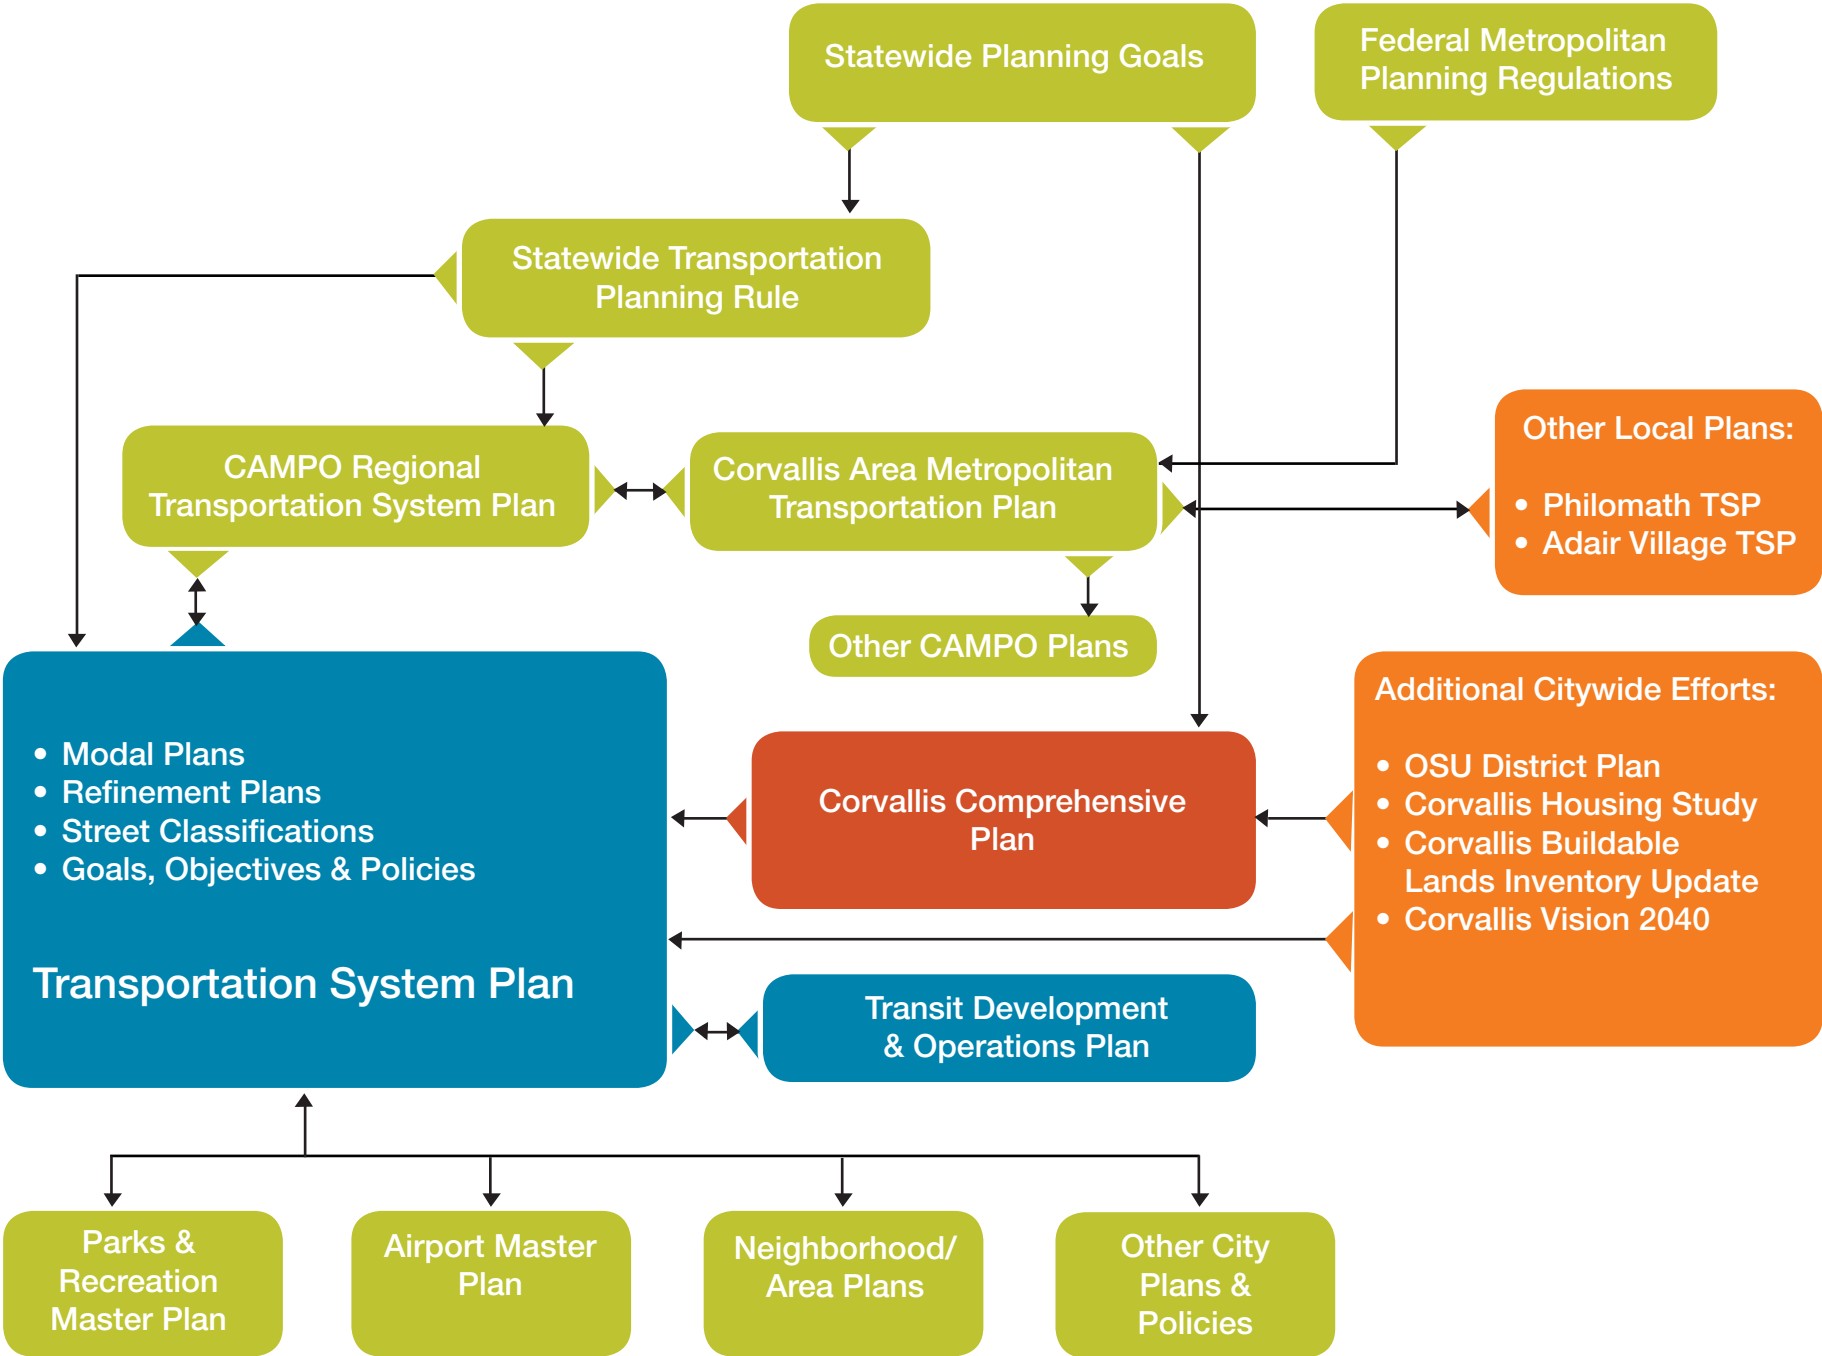 Statewide Planning Goals
Federal Metropolitan
Planning Regulations
Statewide Transportation
Planning Rule
CAMPO Regional
Transportation System Plan
Corvallis Area Metropolitan
Transportation Plan
Other Local Plans:
• Philomath TSP
• Adair Village TSP
Other CAMPO Plans
• Modal Plans
• Refinement Plans
• Street Classifications
• Goals, Objectives & Policies
Transportation System Plan
Corvallis Comprehensive
Plan
Additional Citywide Efforts:
• OSU District Plan
• Corvallis Housing Study
• Corvallis Buildable
Lands Inventory Update
• Corvallis Vision 2040
Transit Development
& Operations Plan
Parks &
Recreation
Master Plan
Airport Master
Plan
Neighborhood/
Area Plans
Other City
Plans &
Policies